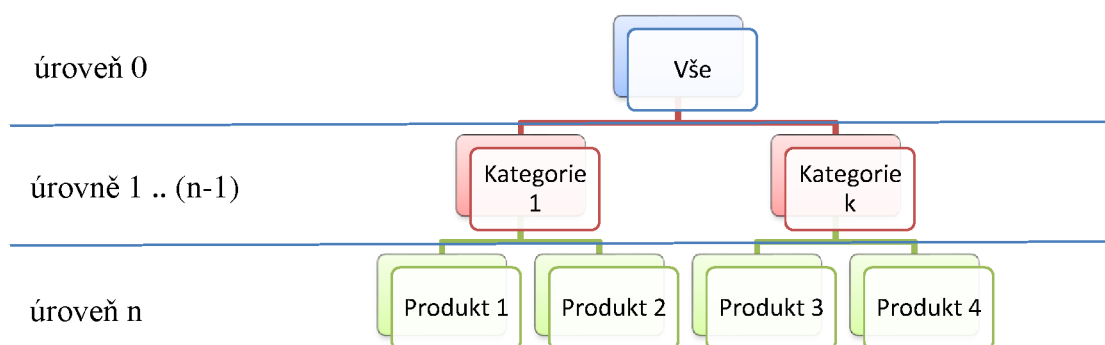 úroveň 0
Vše
úrovně 1 .. (n-1)
Kategorie
1
Kategorie
k
úroveň n
Produkt 1
Produkt 2
Produkt 3
Produkt 4